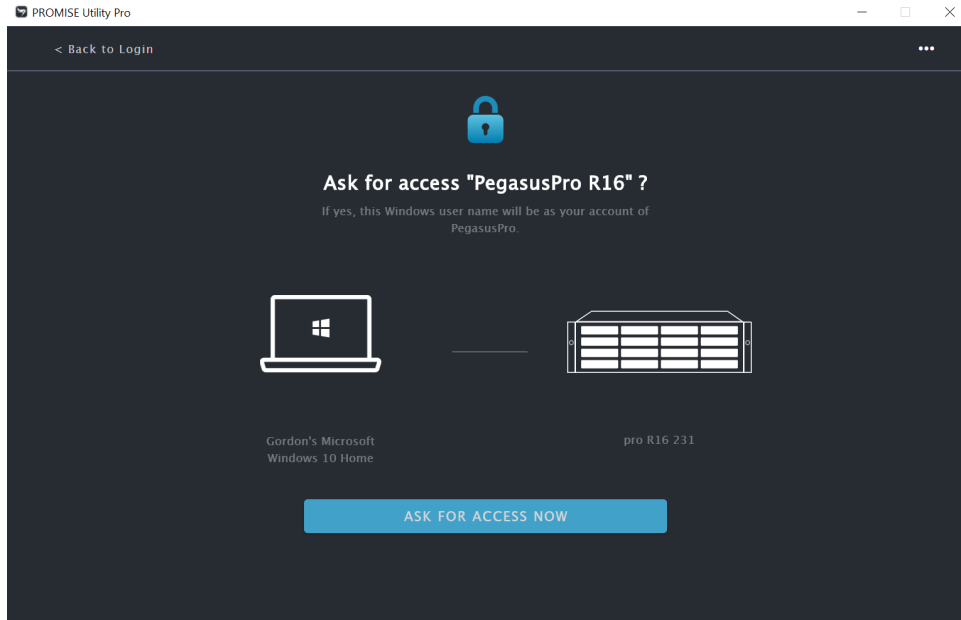 PROMISE Utility Pro
< Back to Login
Ask for access "PegasusPro R16" ?
If yes, this Windows user name will be as your account of
PegasusPro.
Gordon's Microsoft
Windows 10 Home
pro R16 231
ASK FOR ACCESS NOW